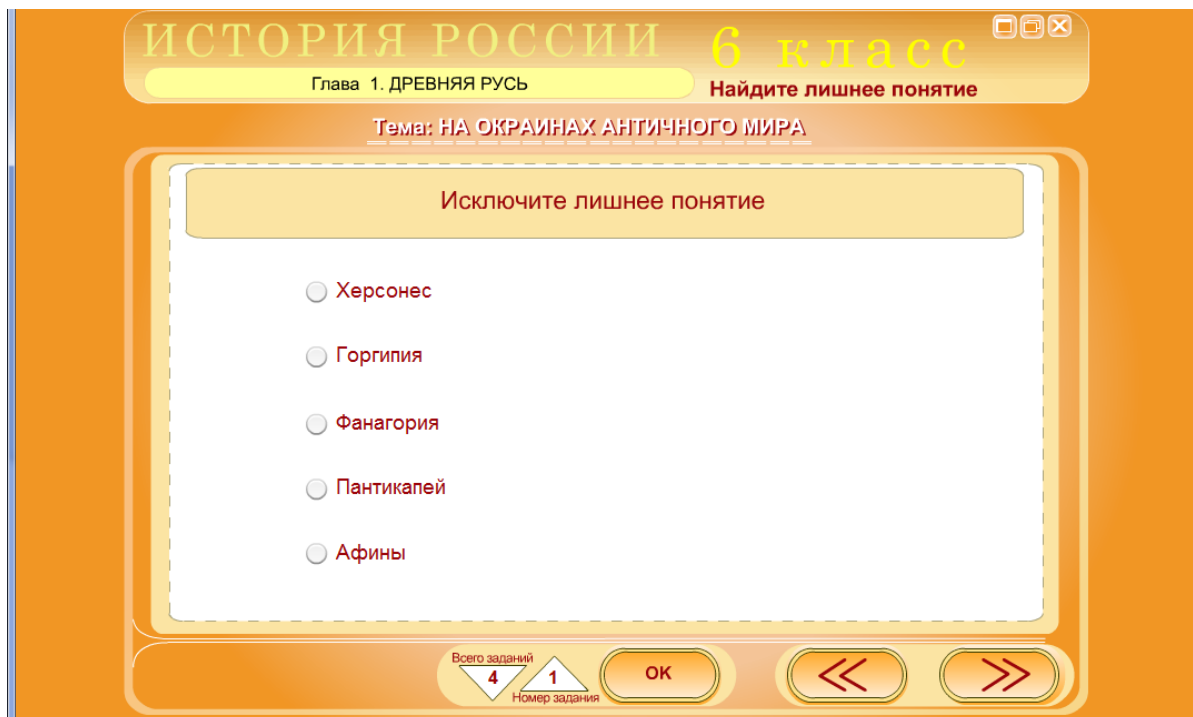 ИСТОРИЯ РОССИИ
6 класс
Глава 1. ДРЕВНЯЯ РУСЬ
Найдите лишнее понятие
Тема: НА ОКРАИНАХ АНТИЧНОГО МИРА
Исключите лишнее понятие
Херсонес
Горгипия
Фанагория
Пантикапей
Афины
Всего заданий
4
1
Номер задания
OK